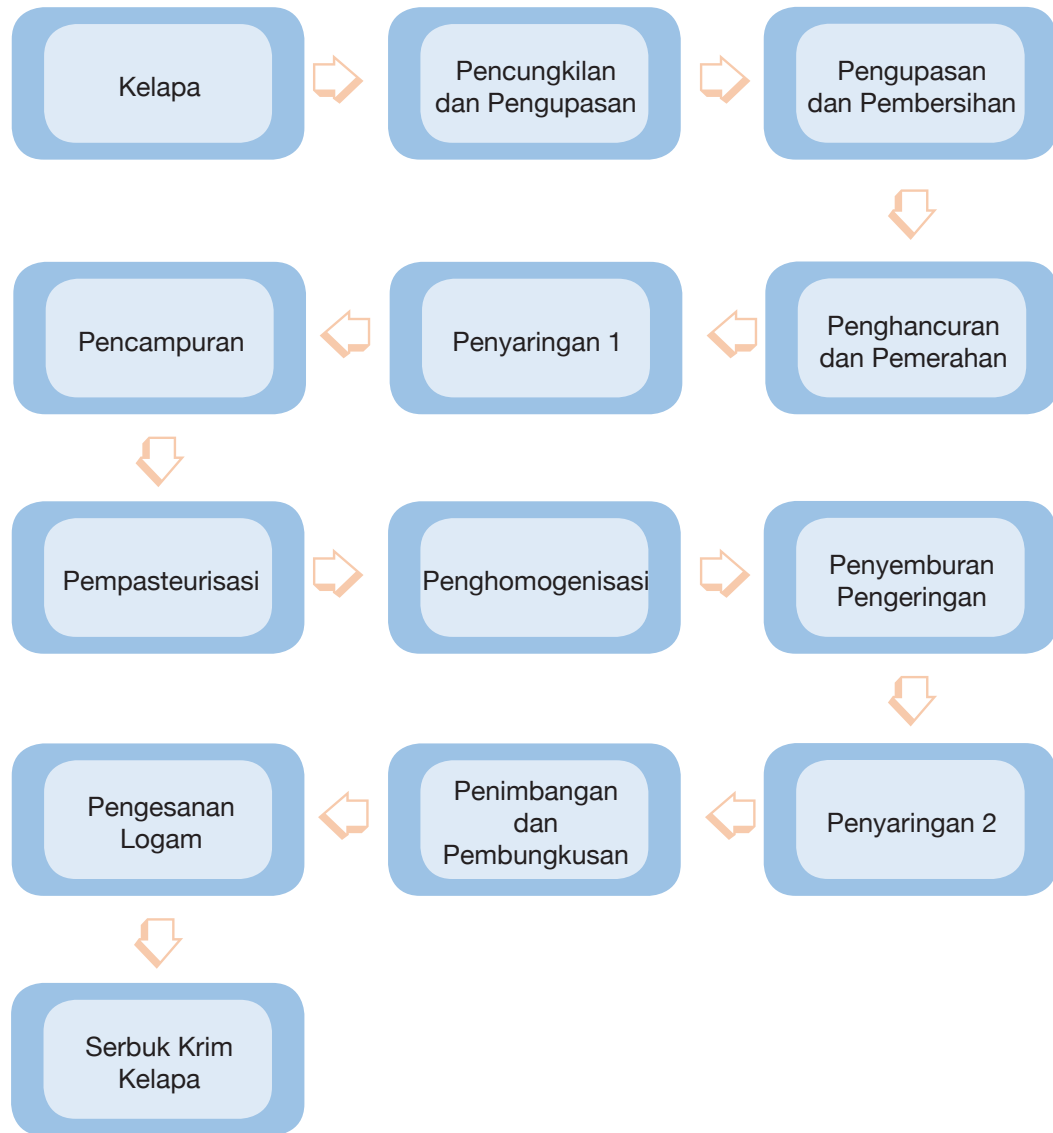 Kelapa
Pencungkilan
dan Pengupasan
Pengupasan
dan Pembersihan
Penghancuran
dan Pemerahan
Penyaringan 1
Pencampuran
Pempasteurisasi
Penghomogenisasi
Penyemburan
Pengeringan
Penyaringan 2
Penimbangan
dan
Pembungkusan
Pengesanan
Logam
Serbuk Krim
Kelapa